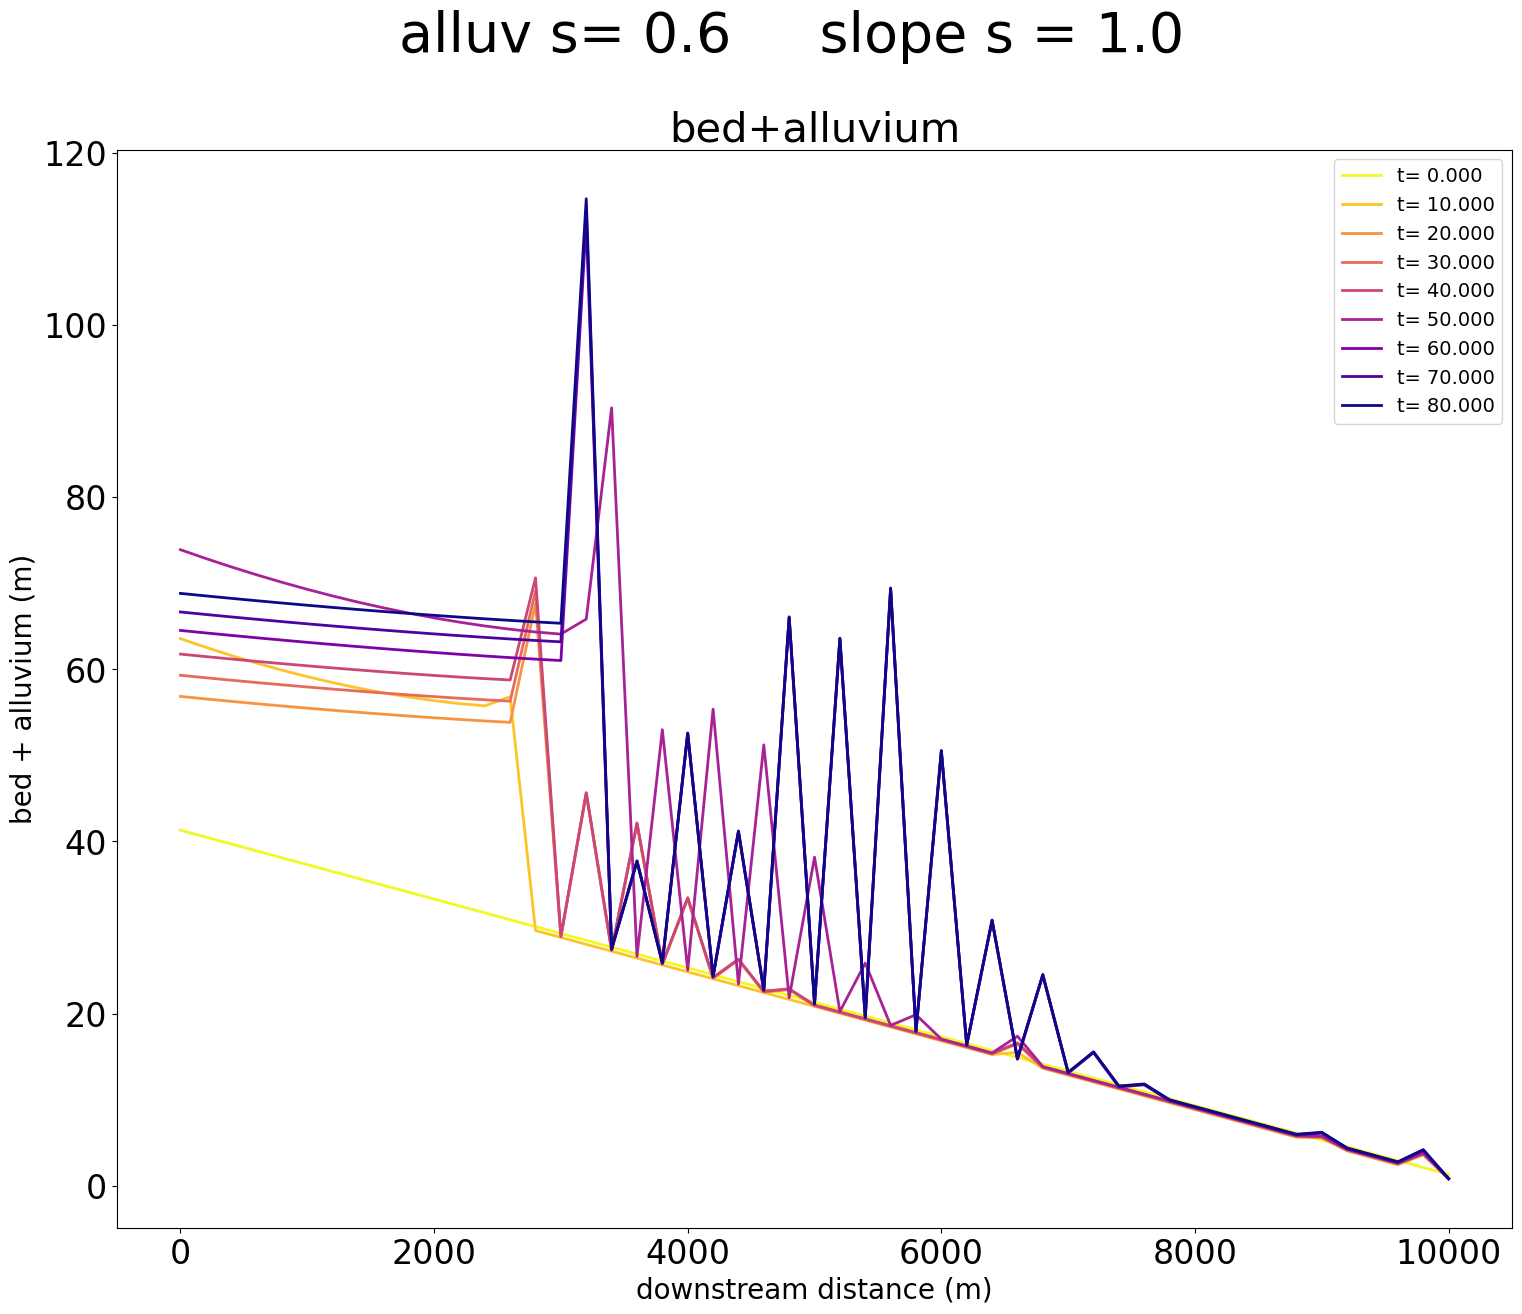 alluv s= 0.6     slope s = 1.0
bed+alluvium
120
100
80
60
40
20
0
bed + alluvium (m)
t= 0.000
t= 10.000
t= 20.000
t= 30.000
t= 40.000
t= 50.000
t= 60.000
t= 70.000
t= 80.000
0 2000 4000 6000 8000 10000
downstream distance (m)